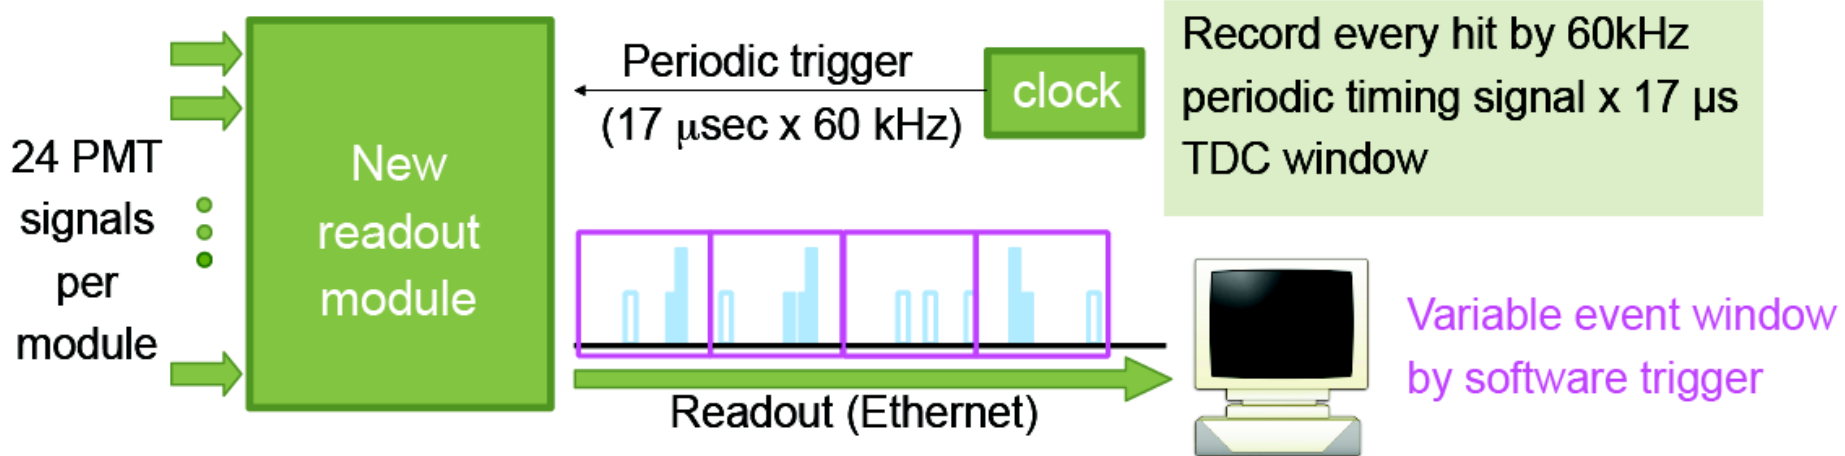 24 PMT
signals
per
module
New
readout
module
Periodic trigger
(17 μsec x 60 kHz)
clock
Record every hit by 60kHz
periodic timing signal x 17 µs
TDC window
Readout (Ethernet)
Variable event window
by software trigger